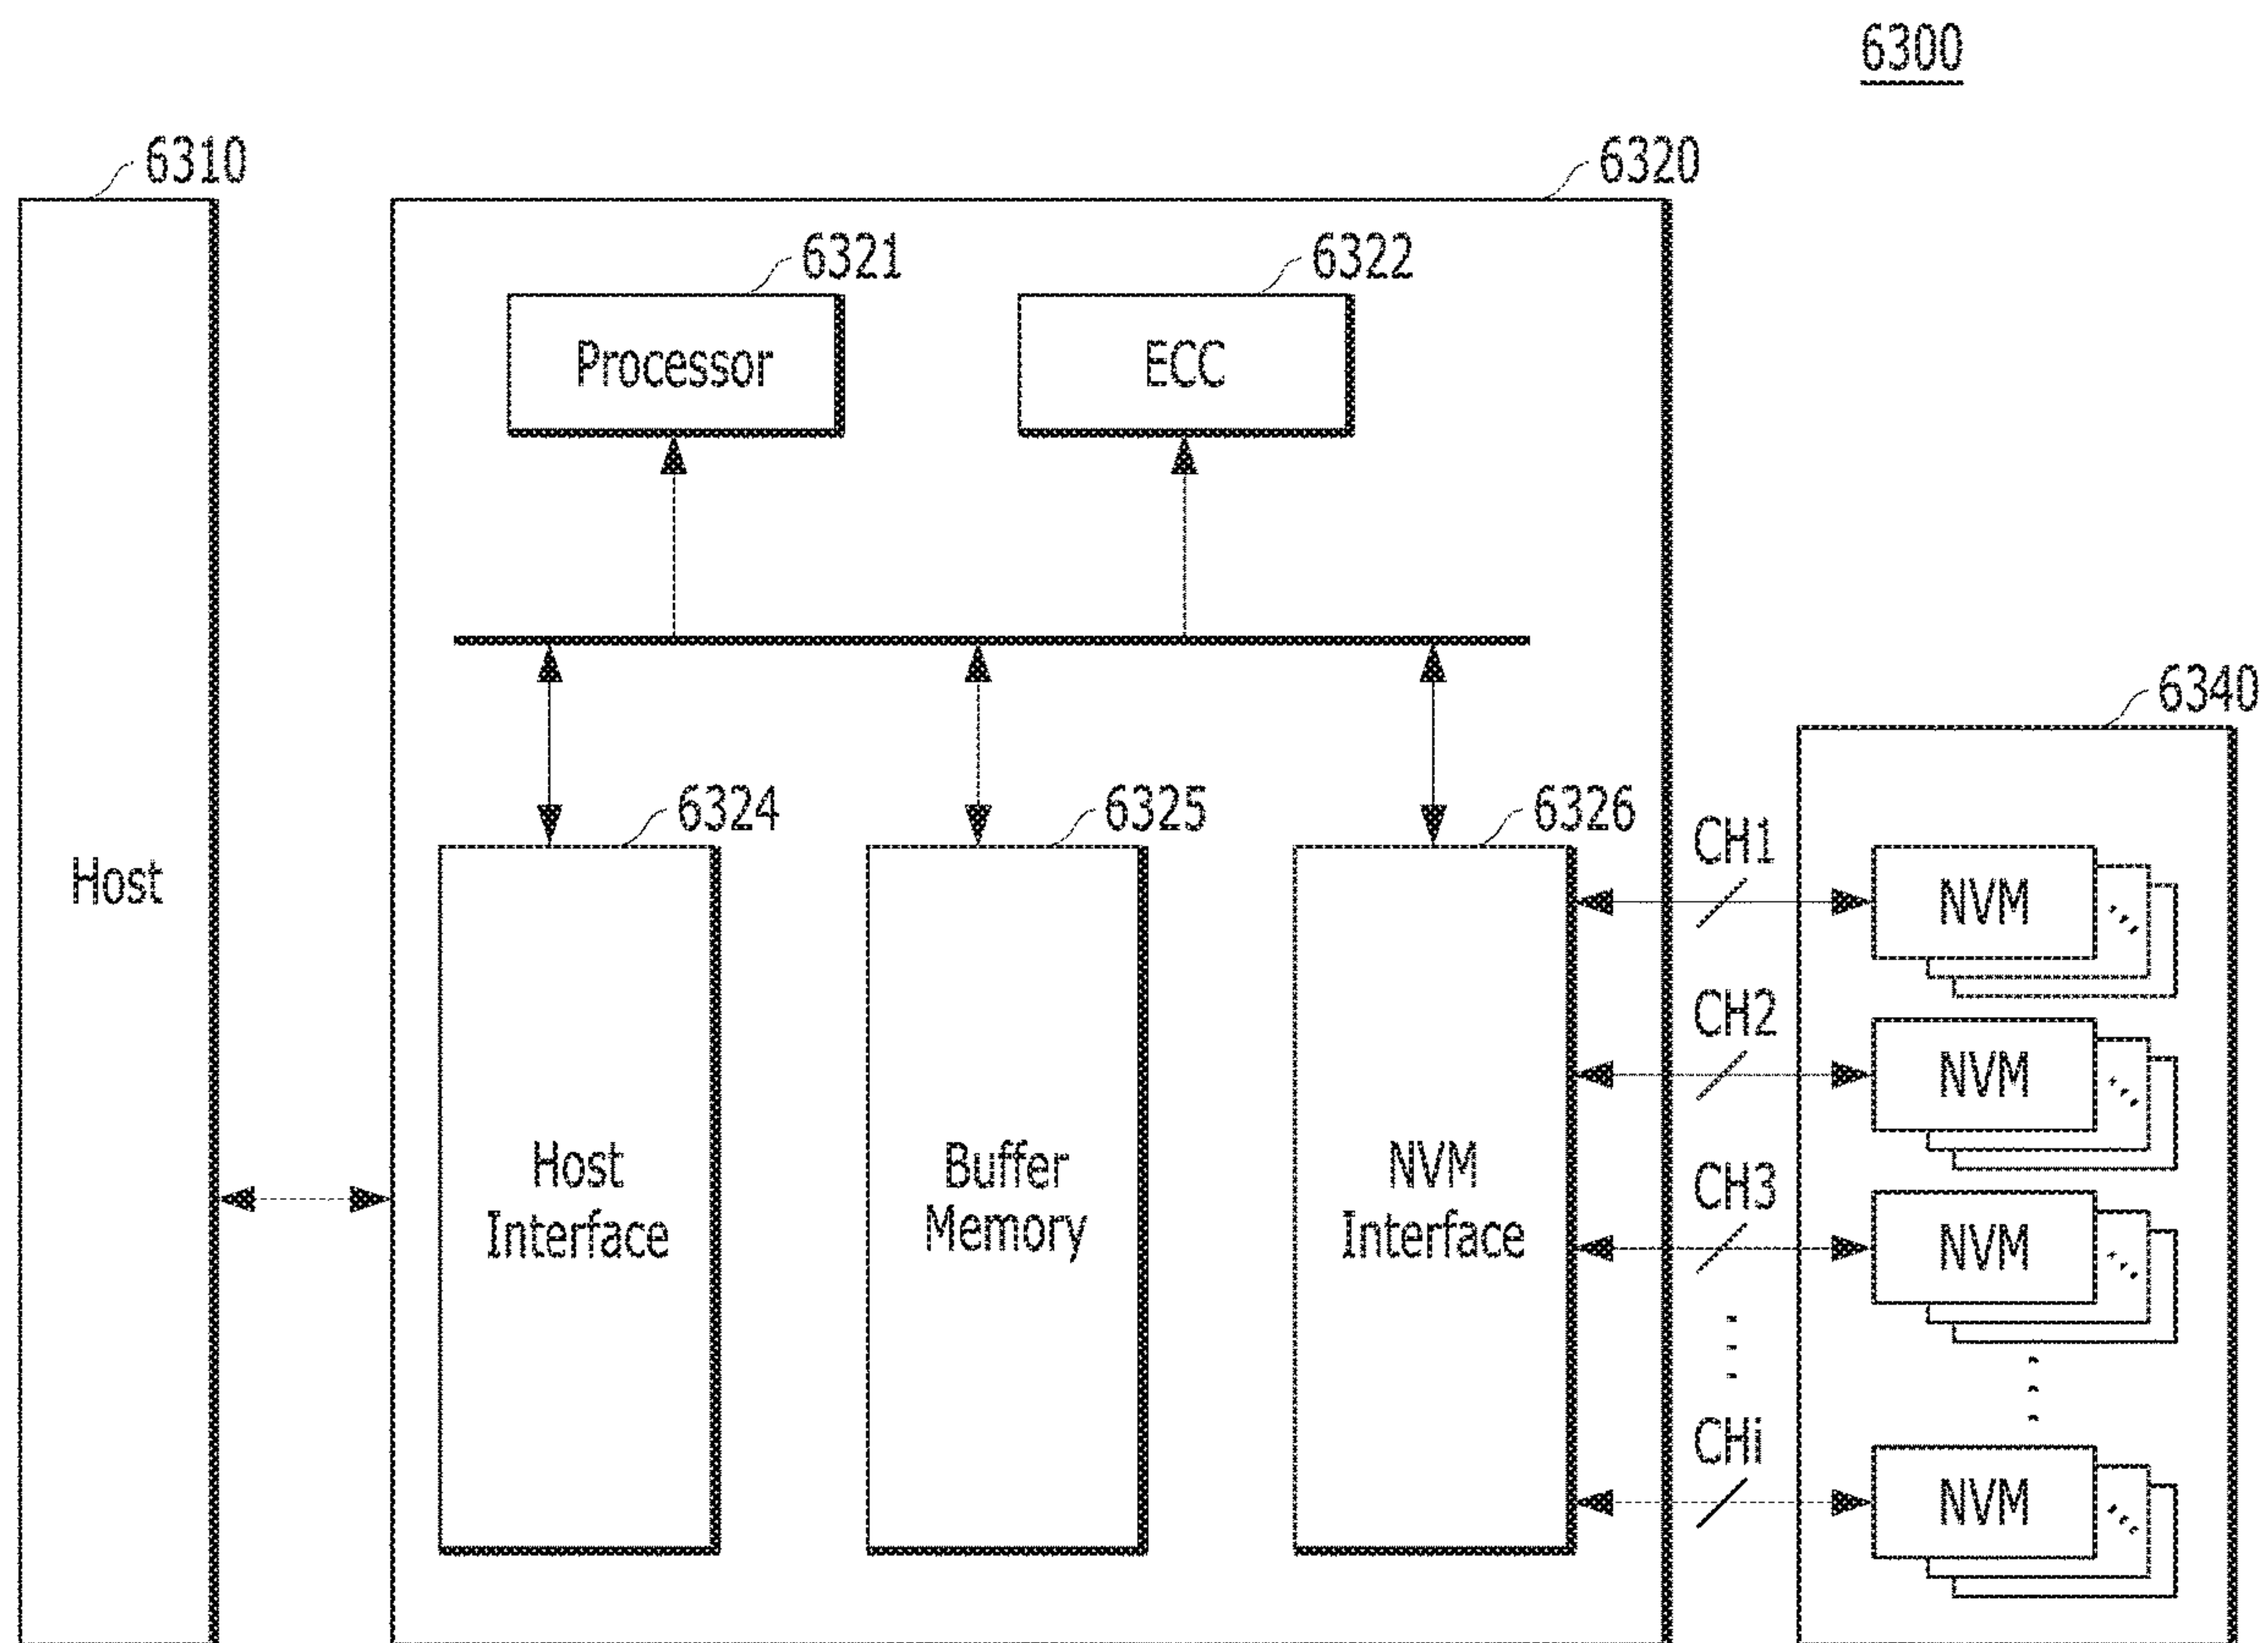 6300
6310
6320
6321
6322
Processor
ECC
6340
6324
6325
6326
CH1
Host
NVM
CH2
NVM
Host
Interface
Buffer
Memory
NVM
Interface
CH3
NVM
CHi
NVM